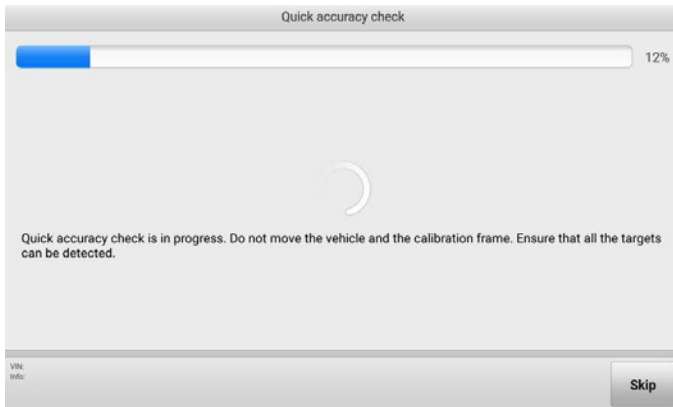 Quick accuracy check
12%
Quick accuracy check is in progress. Do not move the vehicle and the calibration frame. Ensure that all the targets
can be detected.
VIN:
Info:
Skip